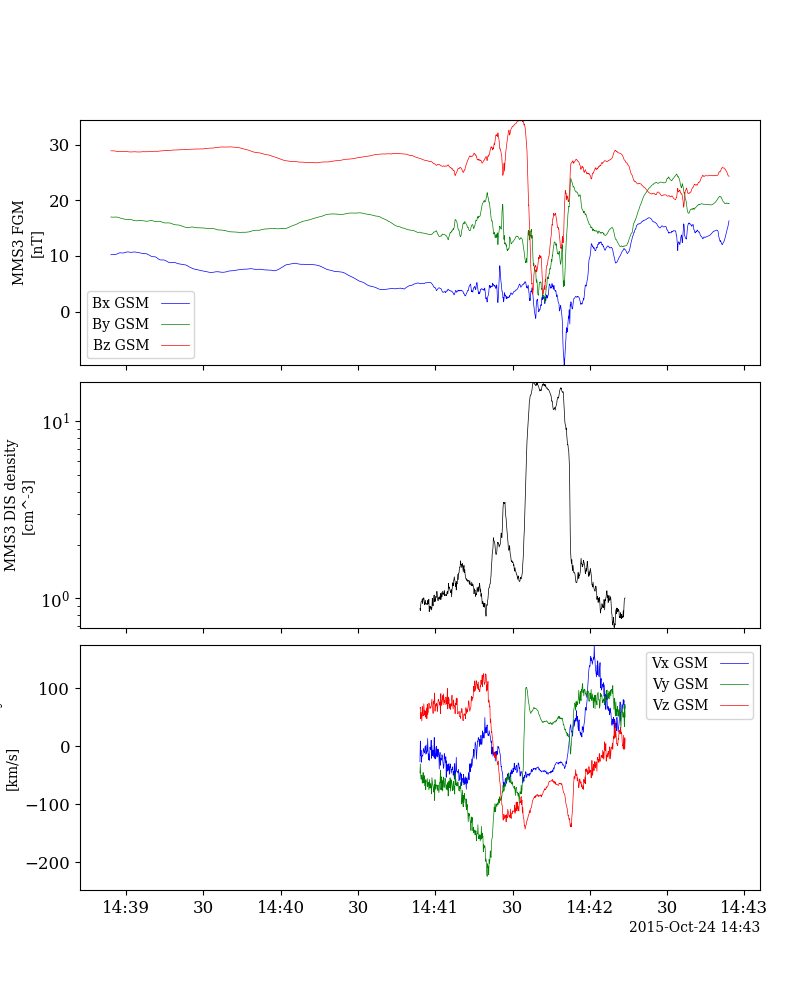 MMS3 FGM
[nT]
30
20
10
0
Bx GSM
By GSM
Bz GSM
MMS3 DIS density
[cm^-3]
10^1
10^0
[km/s]
100
0
−100
−200
Vx GSM
Vy GSM
Vz GSM
14:39 30 14:40 30 14:41 30 14:42 30 14:43
2015-Oct-24 14:43